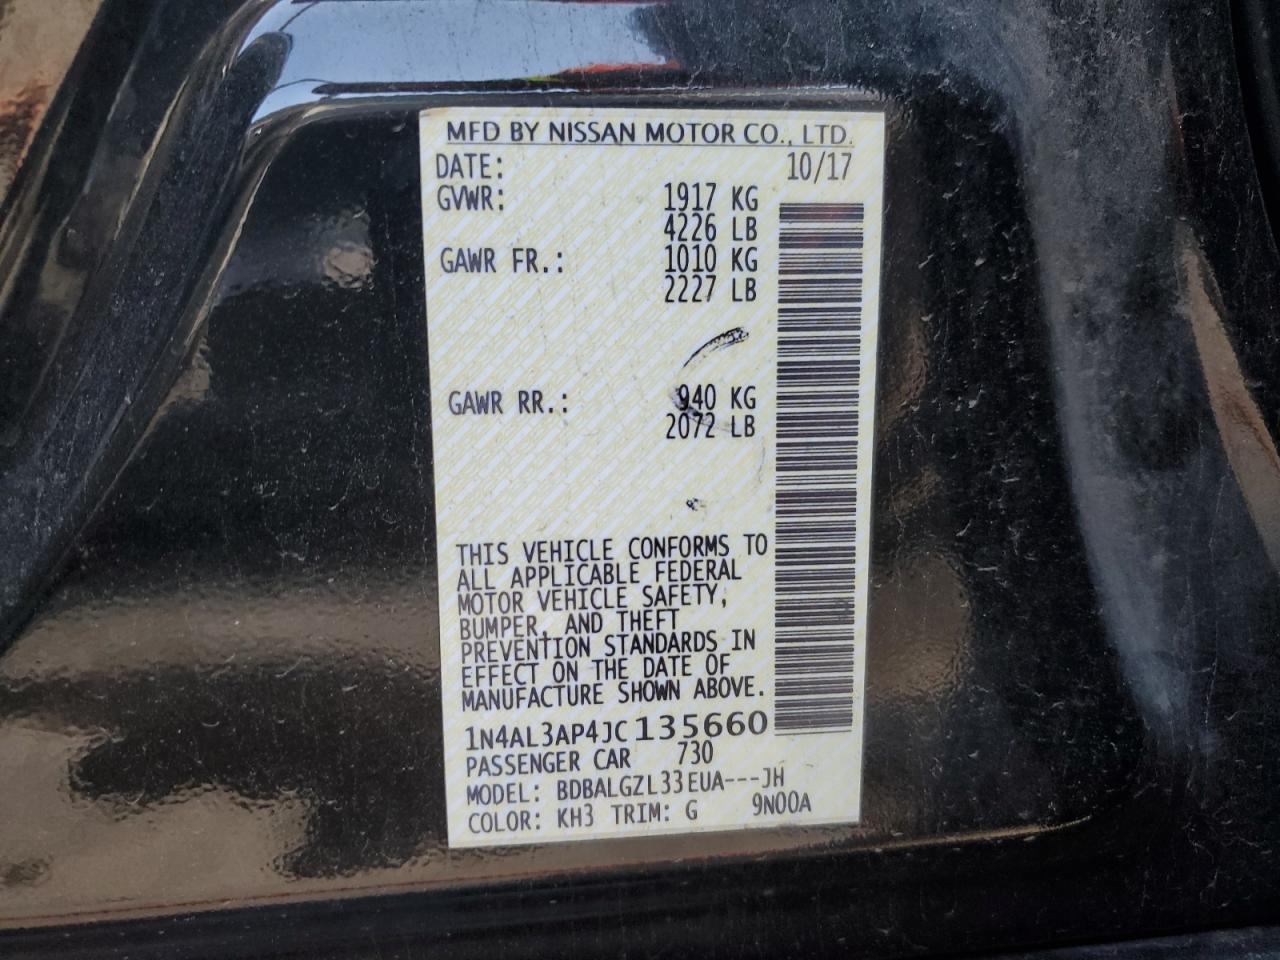 MFD BY NISSAN MOTOR CO., LTD.
DATE: 10/17
GVWR: 1917 KG
4226 LB
GAWR FR.: 1010 KG
2227 LB
GAWR RR.: 940 KG
2072 LB
THIS VEHICLE CONFORMS TO
ALL APPLICABLE FEDERAL
MOTOR VEHICLE SAFETY,
BUMPER, AND THEFT
PREVENTION STANDARDS IN
EFFECT ON THE DATE OF
MANUFACTURE SHOWN ABOVE.
1N4AL3AP4JC135660
PASSENGER CAR 730
MODEL: BDBALGZL33EUA---JH
COLOR: KH3 TRIM: G 9N00A